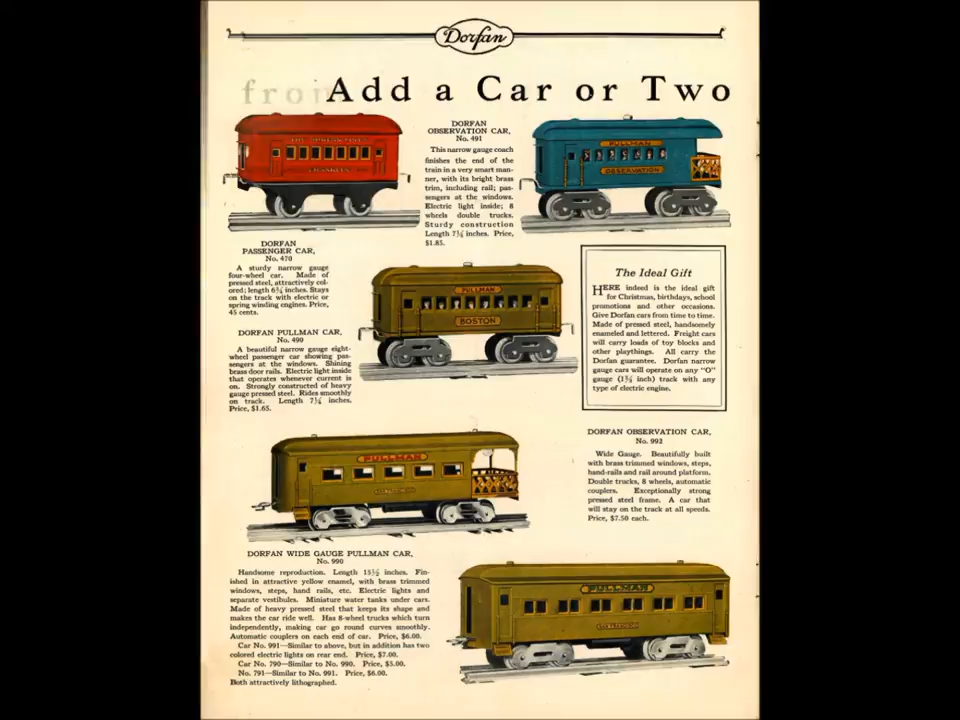 Dorfan
from
Add a Car or Two
DORFAN
OBSERVATION CAR,
No. 491
This narrow gauge coach
finishes the end of the
train in a very smart man-
ner, with its bright brass
trim, including rail; pas-
sengers at the windows.
Electric light inside; 8
wheels double trucks.
Sturdy construction
Length 7¼ inches. Price,
$1.85.
PULLMAN
OBSERVATION
DORFAN
PASSENGER CAR,
No. 470
A sturdy narrow gauge
four-wheel car. Made of
pressed steel, attractively col-
ored; length 6¾ inches. Stays
on the track with electric or
spring winding engines. Price,
45 cents.
PULLMAN
BOSTON
The Ideal Gift
HERE indeed is the ideal gift
for Christmas, birthdays, school
promotions and other occasions.
Give Dorfan cars from time to time.
Made of pressed steel, handsomely
enameled and lettered. Freight cars
will carry loads of toy blocks and
other playthings. All carry the
Dorfan guarantee. Dorfan narrow
gauge cars will operate on any "O"
gauge (1⅜ inch) track with any
type of electric engine.
DORFAN PULLMAN CAR,
No. 490
A beautiful narrow gauge eight-
wheel passenger car showing pas-
sengers at the windows. Shining
brass door rails. Electric light inside
that operates whenever current is
on. Strongly constructed of heavy
gauge pressed steel. Rides smoothly
on track. Length 7¼ inches.
Price, $1.65.
PULLMAN
DORFAN OBSERVATION CAR,
No. 992
Wide Gauge. Beautifully built
with brass trimmed windows, steps,
hand-rails and rail around platform.
Double trucks, 8 wheels, automatic
couplers. Exceptionally strong
pressed steel frame. A car that
will stay on the track at all speeds.
Price, $7.50 each.
DORFAN WIDE GAUGE PULLMAN CAR,
No. 990
Handsome reproduction. Length 13½ inches. Fin-
ished in attractive yellow enamel, with brass trimmed
windows, steps, hand rails, etc. Electric lights and
separate vestibules. Miniature water tanks under cars.
Made of heavy pressed steel that keeps its shape and
makes the car ride well. Has 8-wheel trucks which turn
independently, making car go round curves smoothly.
Automatic couplers on each end of car. Price, $6.00.
Car No. 991—Similar to above, but in addition has two
colored electric lights on rear end. Price, $7.00.
Car No. 790—Similar to No. 990. Price, $5.00.
No. 791—Similar to No. 991. Price, $6.00.
Both attractively lithographed.
PULLMAN